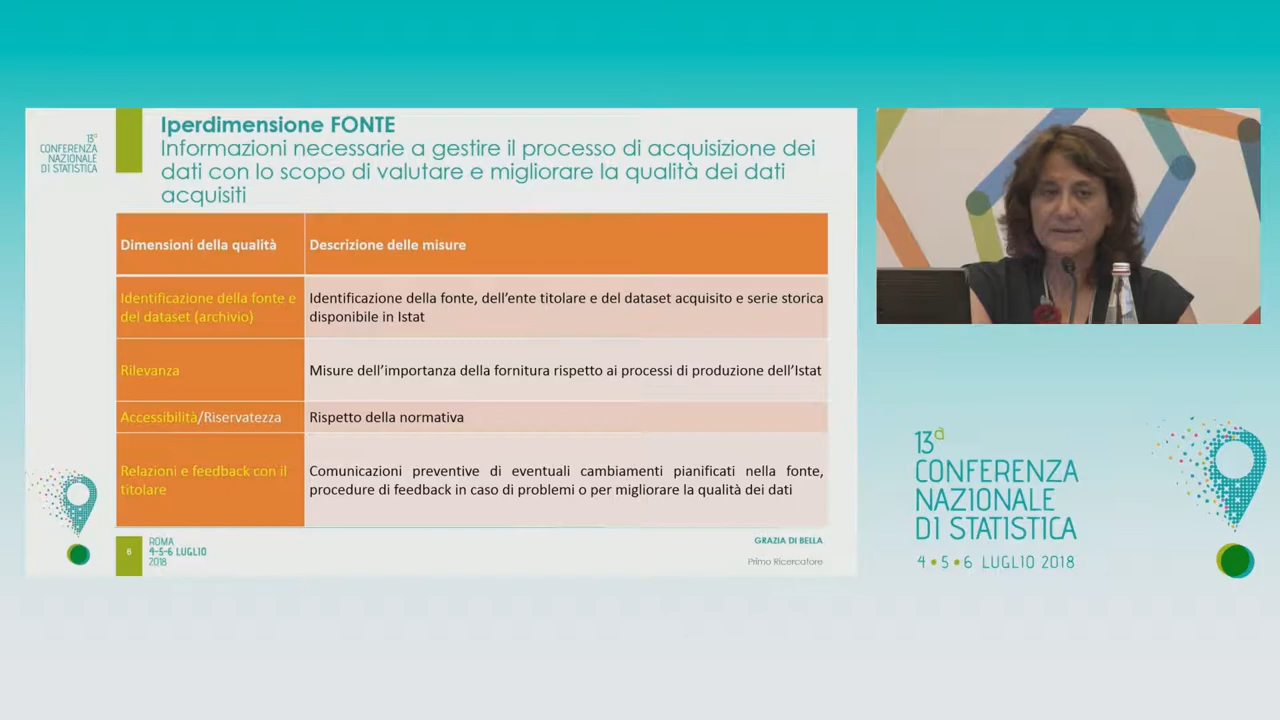 13ª
CONFERENZA
NAZIONALE
DI STATISTICA
Iperdimensione FONTE
Informazioni necessarie a gestire il processo di acquisizione dei
dati con lo scopo di valutare e migliorare la qualità dei dati
acquisiti
Dimensioni della qualità
Descrizione delle misure
Identificazione della fonte e
del dataset (archivio)
Identificazione della fonte, dell'ente titolare e del dataset acquisito e serie storica
disponibile in Istat
Rilevanza
Misure dell'importanza della fornitura rispetto ai processi di produzione dell'Istat
Accessibilità/Riservatezza
Rispetto della normativa
Relazioni e feedback con il
titolare
Comunicazioni preventive di eventuali cambiamenti pianificati nella fonte,
procedure di feedback in caso di problemi o per migliorare la qualità dei dati
6
ROMA
4-5-6 LUGLIO
2018
GRAZIA DI BELLA
Primo Ricercatore
13ª
CONFERENZA
NAZIONALE
DI STATISTICA
4 • 5 • 6 LUGLIO 2018